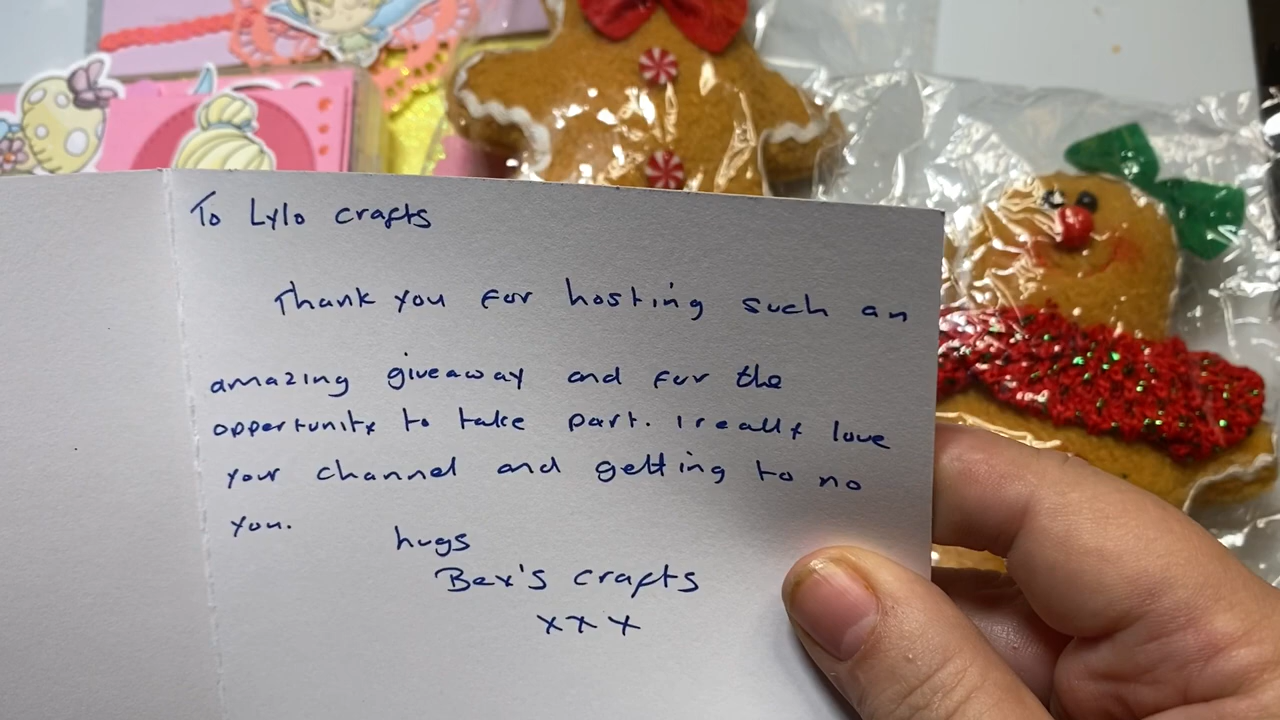 To Lylo crafts
Thank you for hosting such an
amazing giveaway and for the
opportunity to take part. I really love
your channel and getting to no
you.
hugs
Bex's crafts
xxx